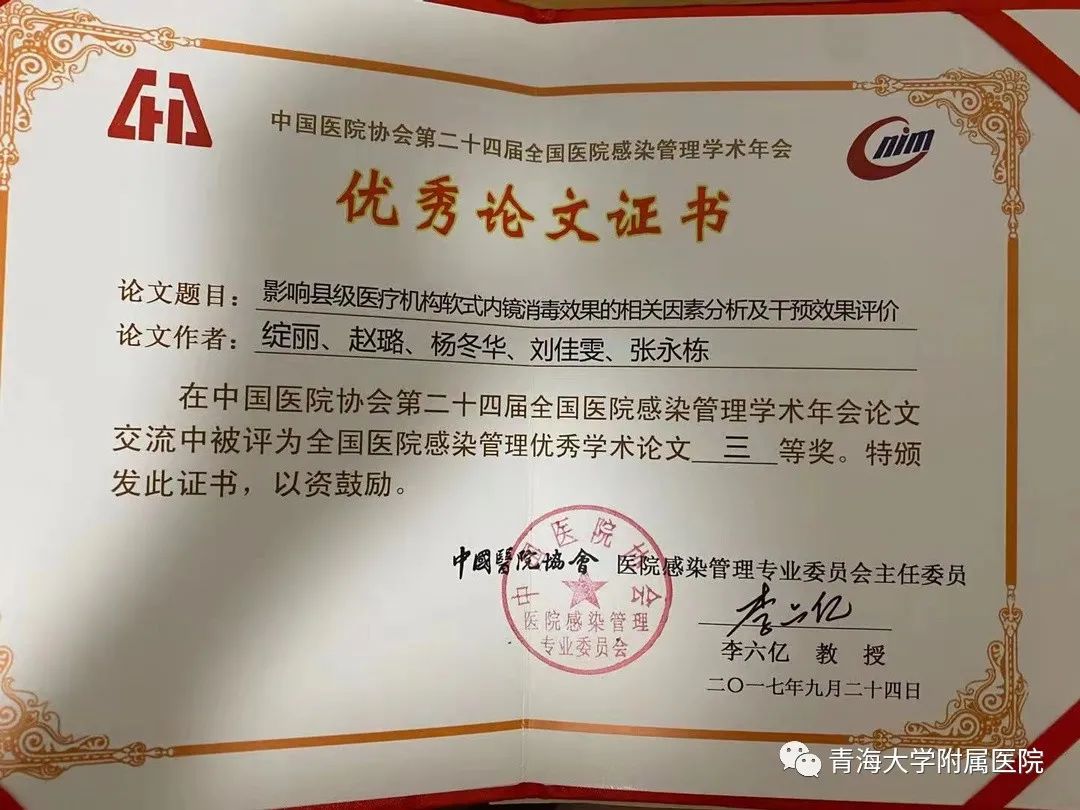 中国医院协会第二十四届全国医院感染管理学术年会
nim
优秀论文证书
论文题目：影响县级医疗机构软式内镜消毒效果的相关因素分析及干预效果评价
论文作者：绽丽、赵璐、杨冬华、刘佳雯、张永栋
在中国医院协会第二十四届全国医院感染管理学术年会论文
交流中被评为全国医院感染管理优秀学术论文 三 等奖。特颁
发此证书，以资鼓励。
中國醫院協會 医院感染管理专业委员会主任委员
中国医院协会
医院感染管理
专业委员会
李六亿
李六亿 教 授
二〇一七年九月二十四日
青海大学附属医院